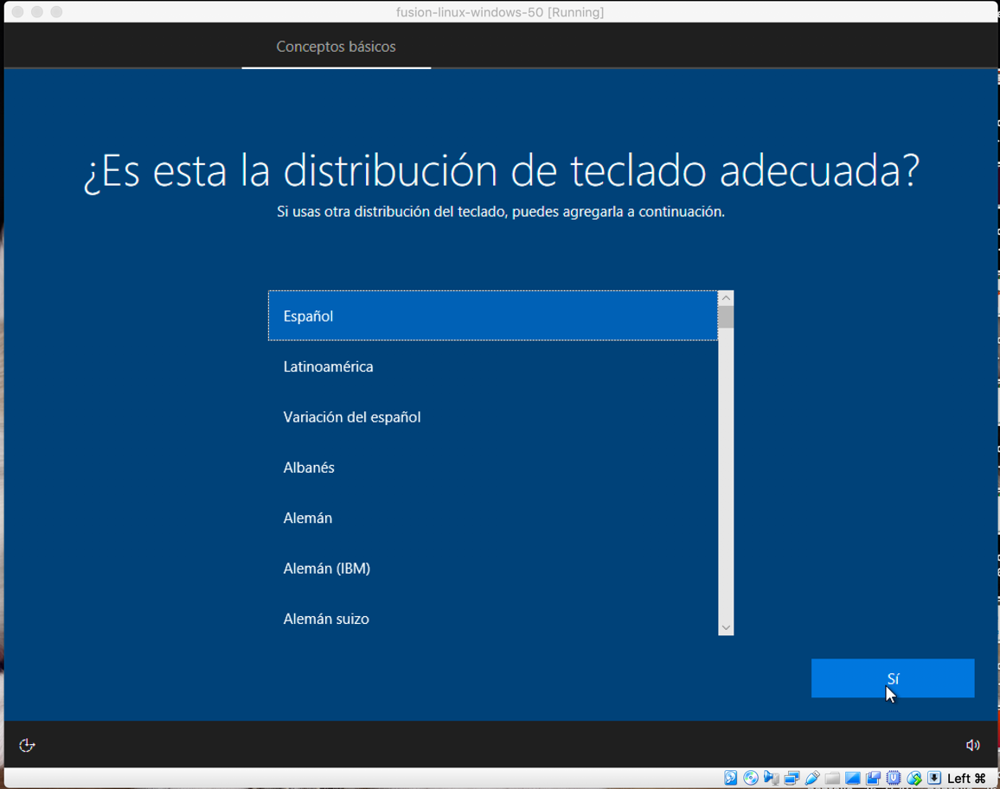 fusion-linux-windows-50 [Running]
Conceptos básicos
¿Es esta la distribución de teclado adecuada?
Si usas otra distribución del teclado, puedes agregarla a continuación.
Español
Latinoamérica
Variación del español
Albanés
Alemán
Alemán (IBM)
Alemán suizo
Sí
Left ⌘